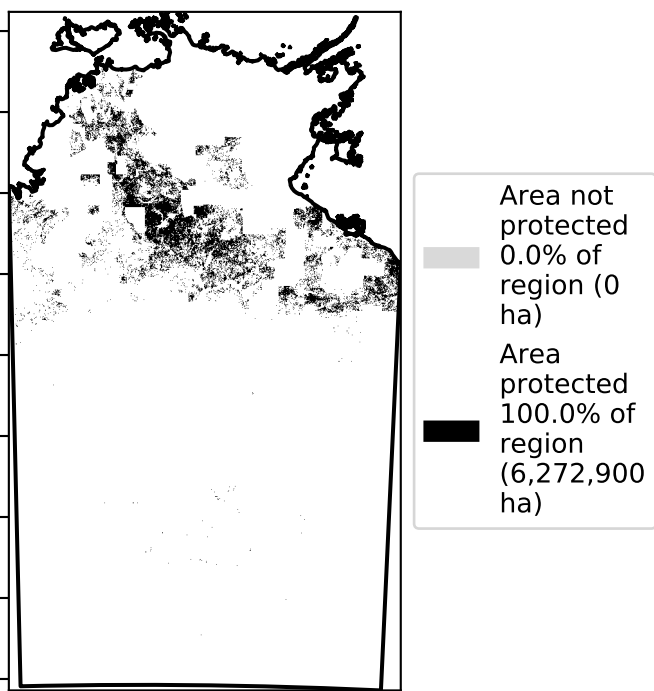 Area not
protected
0.0% of
region (0
ha)
Area
protected
100.0% of
region
(6,272,900
ha)